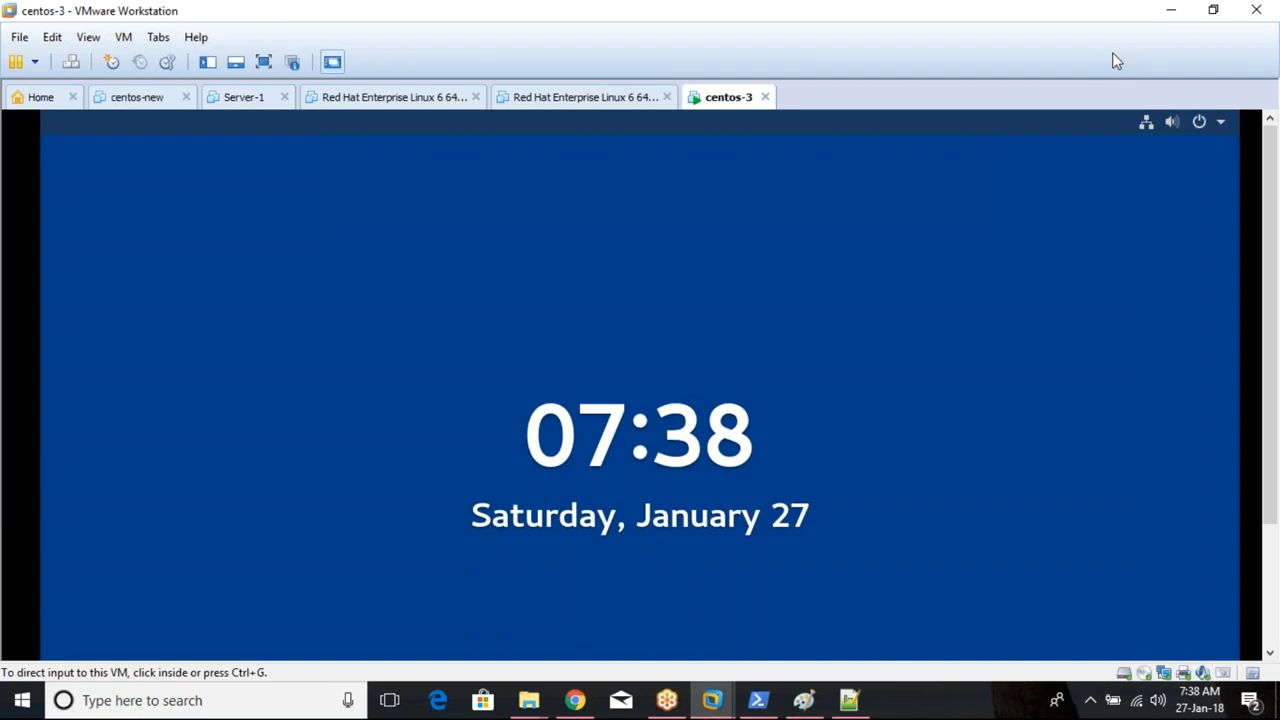 centos-3 - VMware Workstation
File Edit View VM Tabs Help
Home centos-new Server-1 Red Hat Enterprise Linux 6 64... Red Hat Enterprise Linux 6 64... centos-3
07:38
Saturday, January 27
To direct input to this VM, click inside or press Ctrl+G.
Type here to search
7:38 AM
27-Jan-18
2